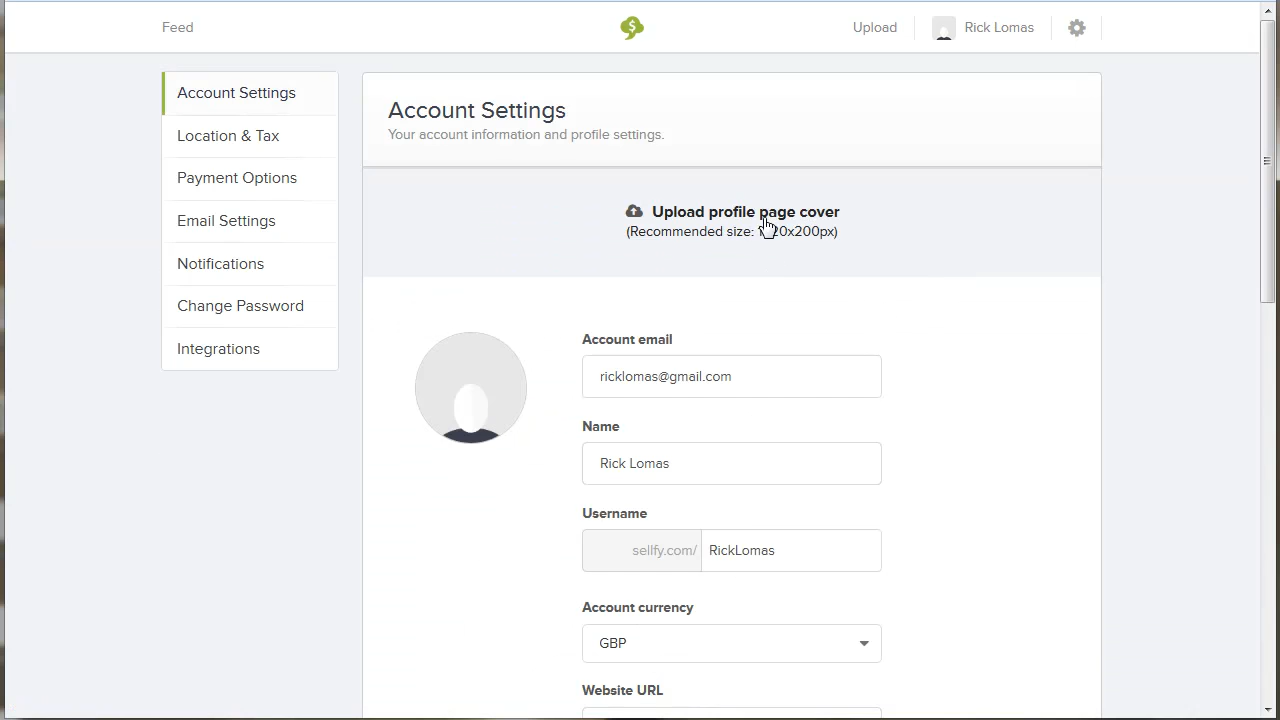 Feed
$
Upload
Rick Lomas
Account Settings
Location & Tax
Payment Options
Email Settings
Notifications
Change Password
Integrations
Account Settings
Your account information and profile settings.
Upload profile page cover
(Recommended size:
Account email
ricklomas@gmail.com
Name
Rick Lomas
Username
sellfy.com/ RickLomas
Account currency
GBP
Website URL